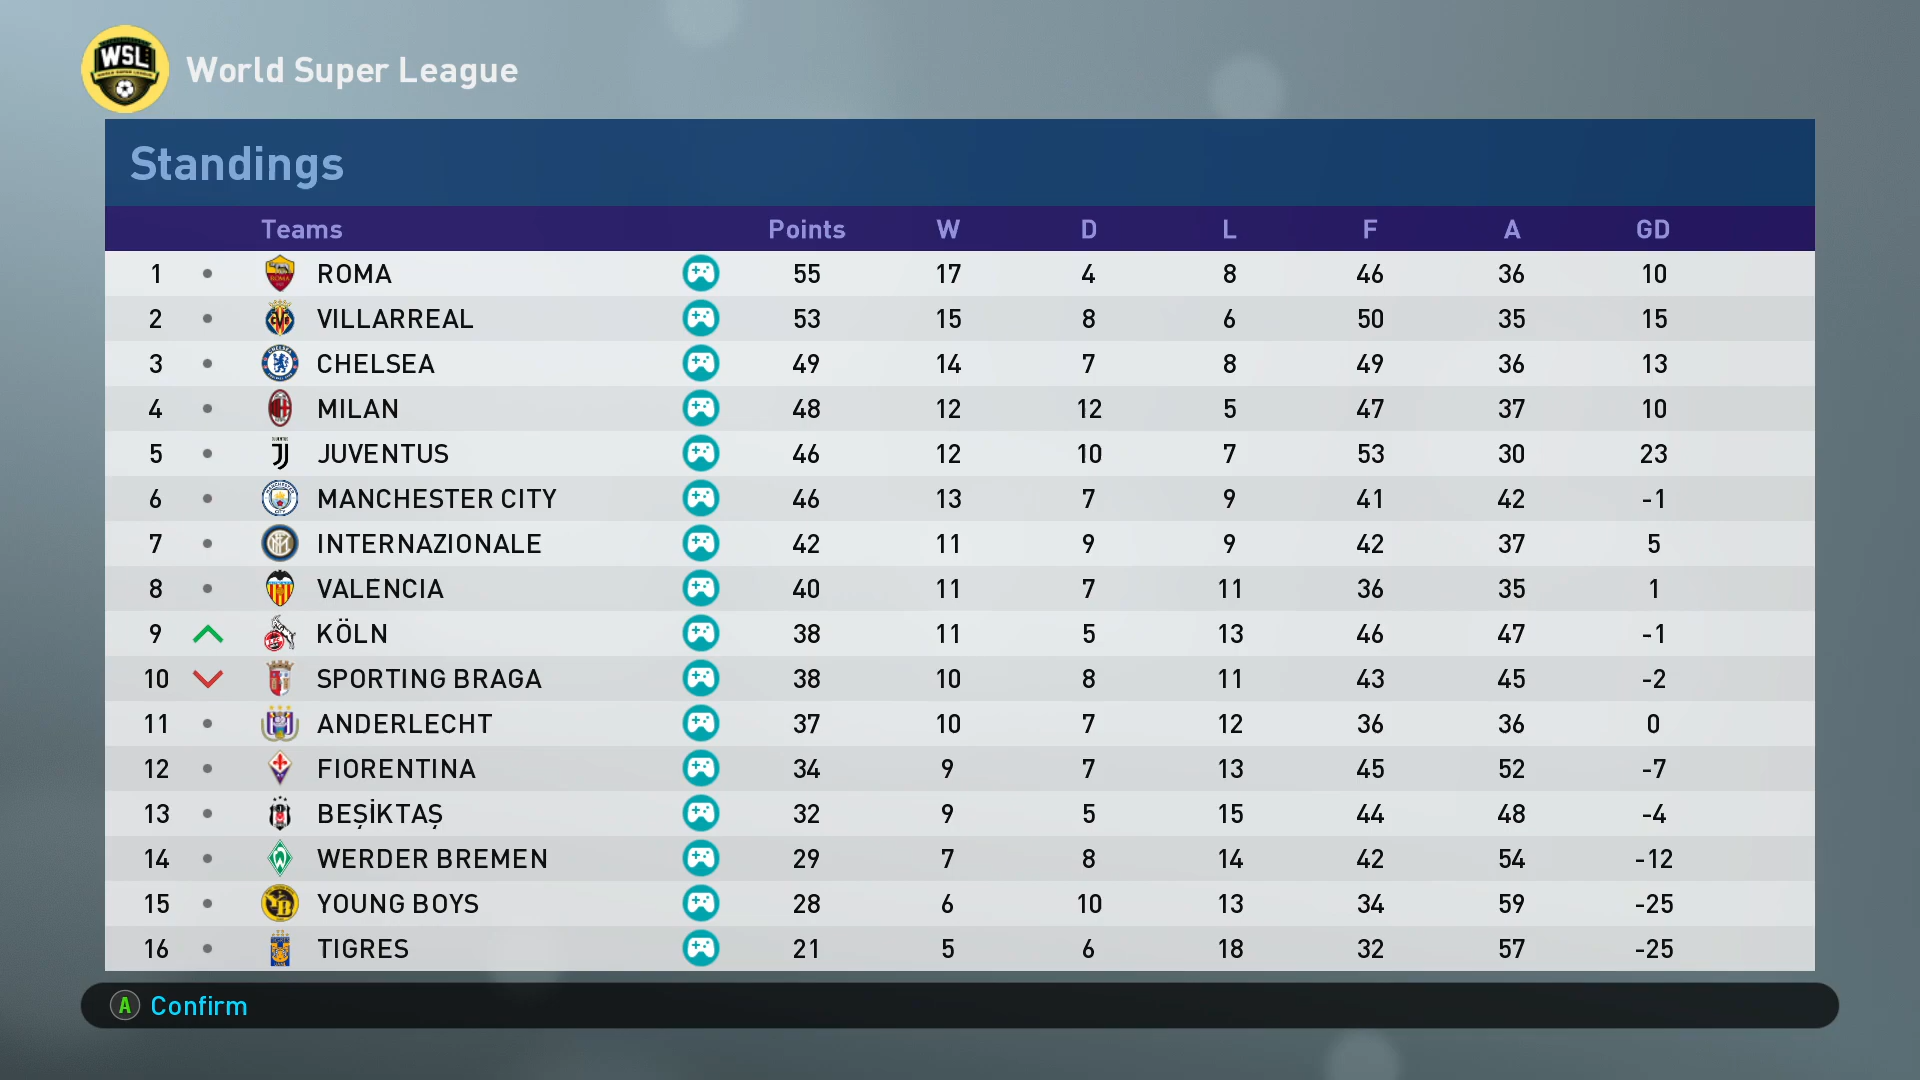 WSL
World Super League
Standings
Teams Points W D L F A GD
1 ROMA 55 17 4 8 46 36 10
2 VILLARREAL 53 15 8 6 50 35 15
3 CHELSEA 49 14 7 8 49 36 13
4 MILAN 48 12 12 5 47 37 10
5 JUVENTUS 46 12 10 7 53 30 23
6 MANCHESTER CITY 46 13 7 9 41 42 -1
7 INTERNAZIONALE 42 11 9 9 42 37 5
8 VALENCIA 40 11 7 11 36 35 1
9 KÖLN 38 11 5 13 46 47 -1
10 SPORTING BRAGA 38 10 8 11 43 45 -2
11 ANDERLECHT 37 10 7 12 36 36 0
12 FIORENTINA 34 9 7 13 45 52 -7
13 BEŞİKTAŞ 32 9 5 15 44 48 -4
14 WERDER BREMEN 29 7 8 14 42 54 -12
15 YOUNG BOYS 28 6 10 13 34 59 -25
16 TIGRES 21 5 6 18 32 57 -25
A Confirm